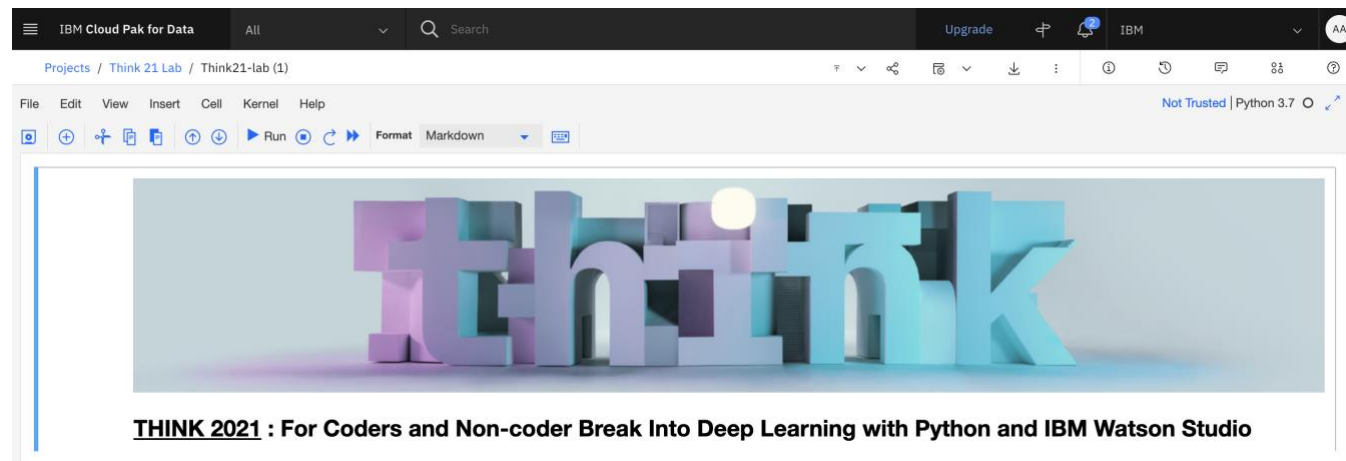 IBM Cloud Pak for Data All Search Upgrade 2 IBM AA
Projects / Think 21 Lab / Think21-lab (1)
File Edit View Insert Cell Kernel Help Not Trusted | Python 3.7
Run Format Markdown
think
THINK 2021 : For Coders and Non-coder Break Into Deep Learning with Python and IBM Watson Studio